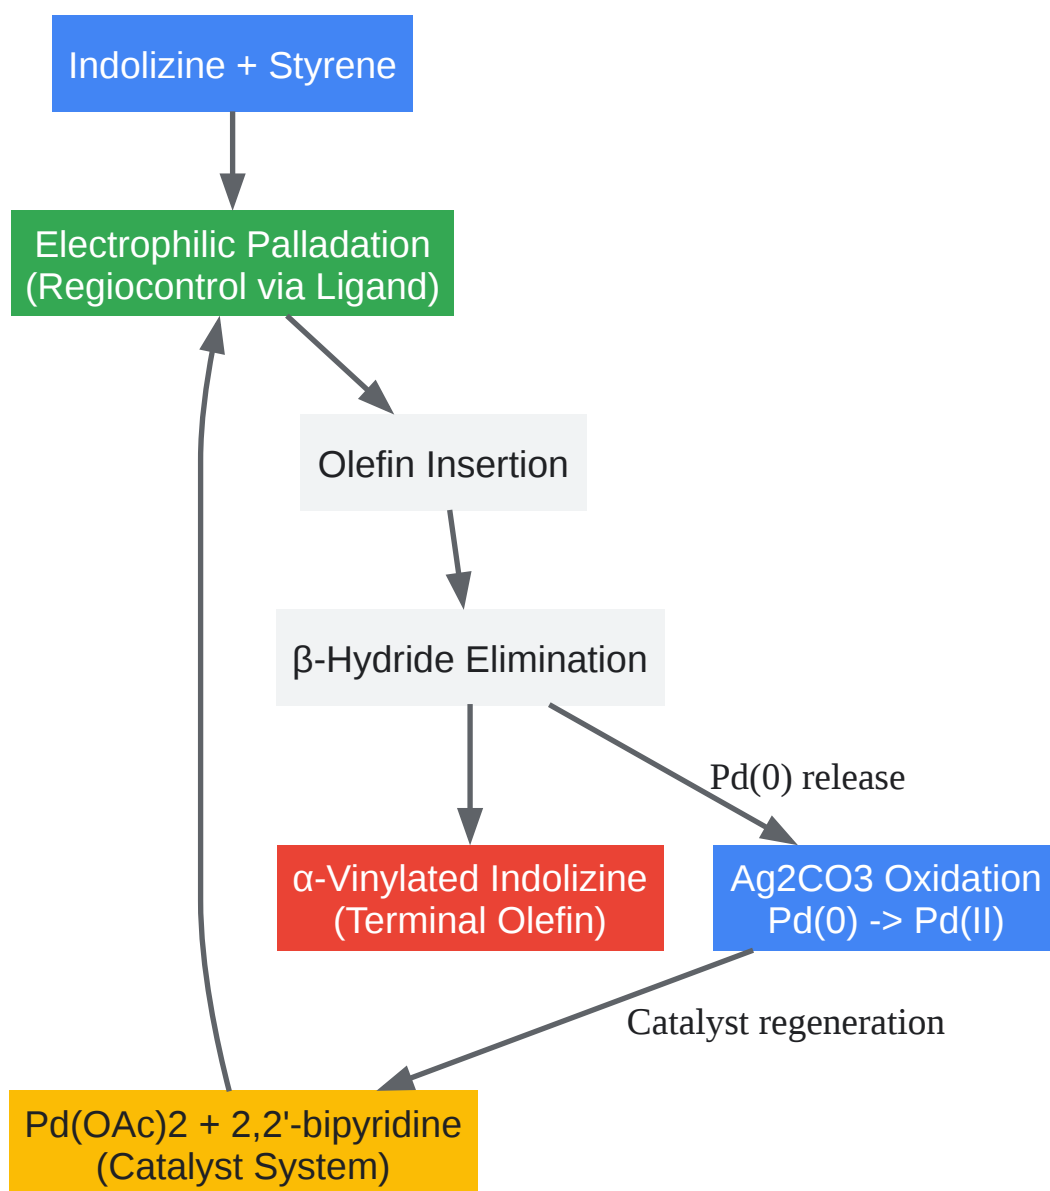 Indolizine + Styrene
Electrophilic Palladation
(Regiocontrol via Ligand)
Olefin Insertion
β-Hydride Elimination
Pd(0) release
α-Vinylated Indolizine
(Terminal Olefin)
Ag2CO3 Oxidation
Pd(0) -> Pd(II)
Catalyst regeneration
Pd(OAc)2 + 2,2'-bipyridine
(Catalyst System)